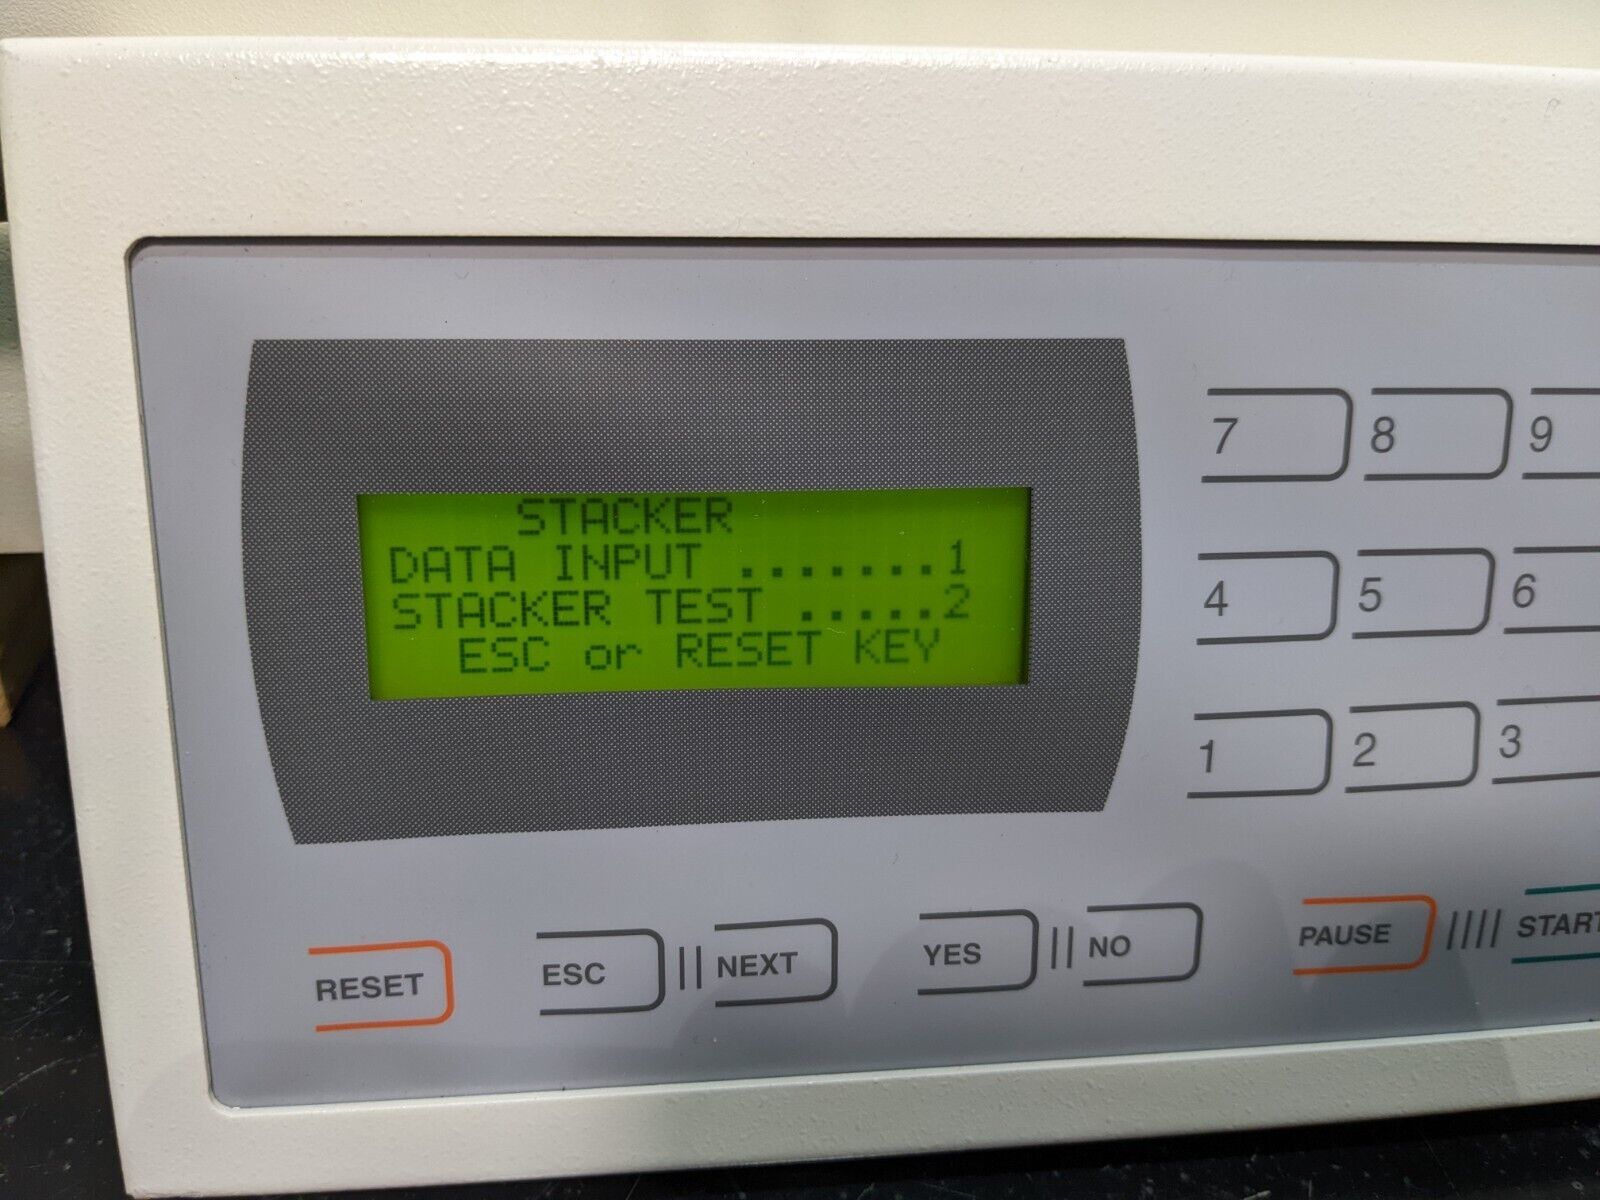 STACKER
DATA INPUT .......1
STACKER TEST .....2
ESC or RESET KEY
7 8 9
4 5 6
1 2 3
RESET ESC NEXT YES NO PAUSE START